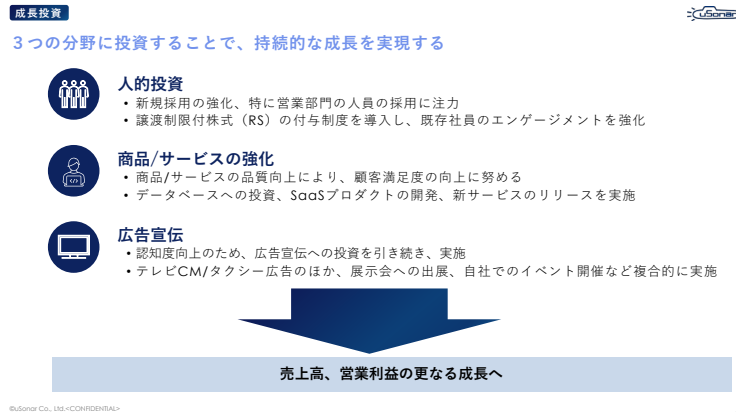 成長投資
uSonar
３つの分野に投資することで、持続的な成長を実現する
人的投資
• 新規採用の強化、特に営業部門の人員の採用に注力
• 譲渡制限付株式（RS）の付与制度を導入し、既存社員のエンゲージメントを強化
商品/サービスの強化
• 商品/サービスの品質向上により、顧客満足度の向上に努める
• データベースへの投資、SaaSプロダクトの開発、新サービスのリリースを実施
広告宣伝
• 認知度向上のため、広告宣伝への投資を引き続き、実施
• テレビCM/タクシー広告のほか、展示会への出展、自社でのイベント開催など複合的に実施
売上高、営業利益の更なる成長へ
©uSonar Co., Ltd.<CONFIDENTIAL>